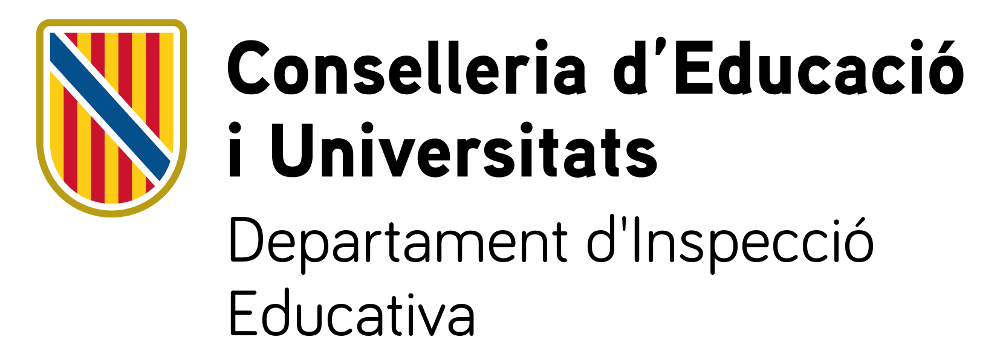 Conselleria d’Educació
i Universitats
Departament d'Inspecció
Educativa